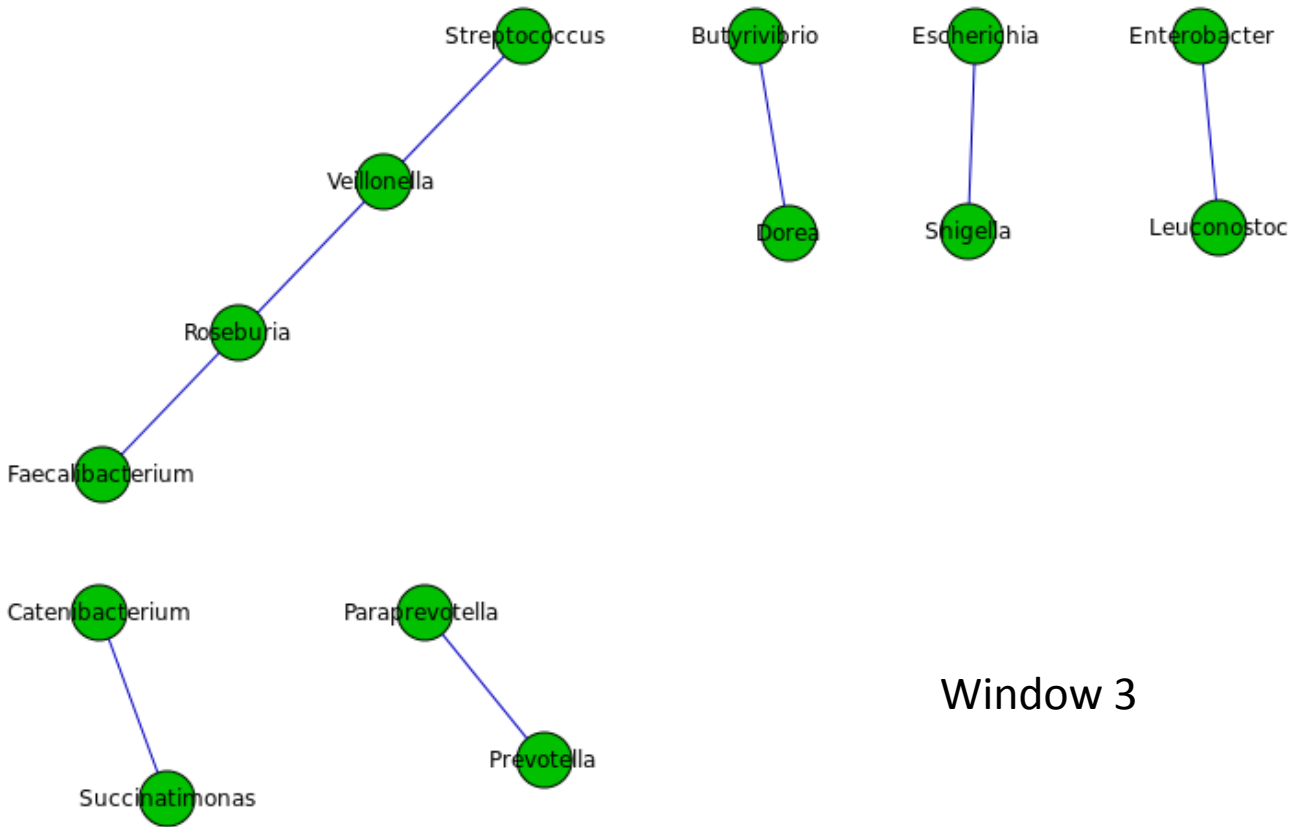 Streptococcus
Butyrivibrio
Escherichia
Enterobacter
Veillonella
Dorea
Shigella
Leuconostoc
Roseburia
Faecalibacterium
Catenibacterium
Paraprevotella
Window 3
Prevotella
Succinatimonas